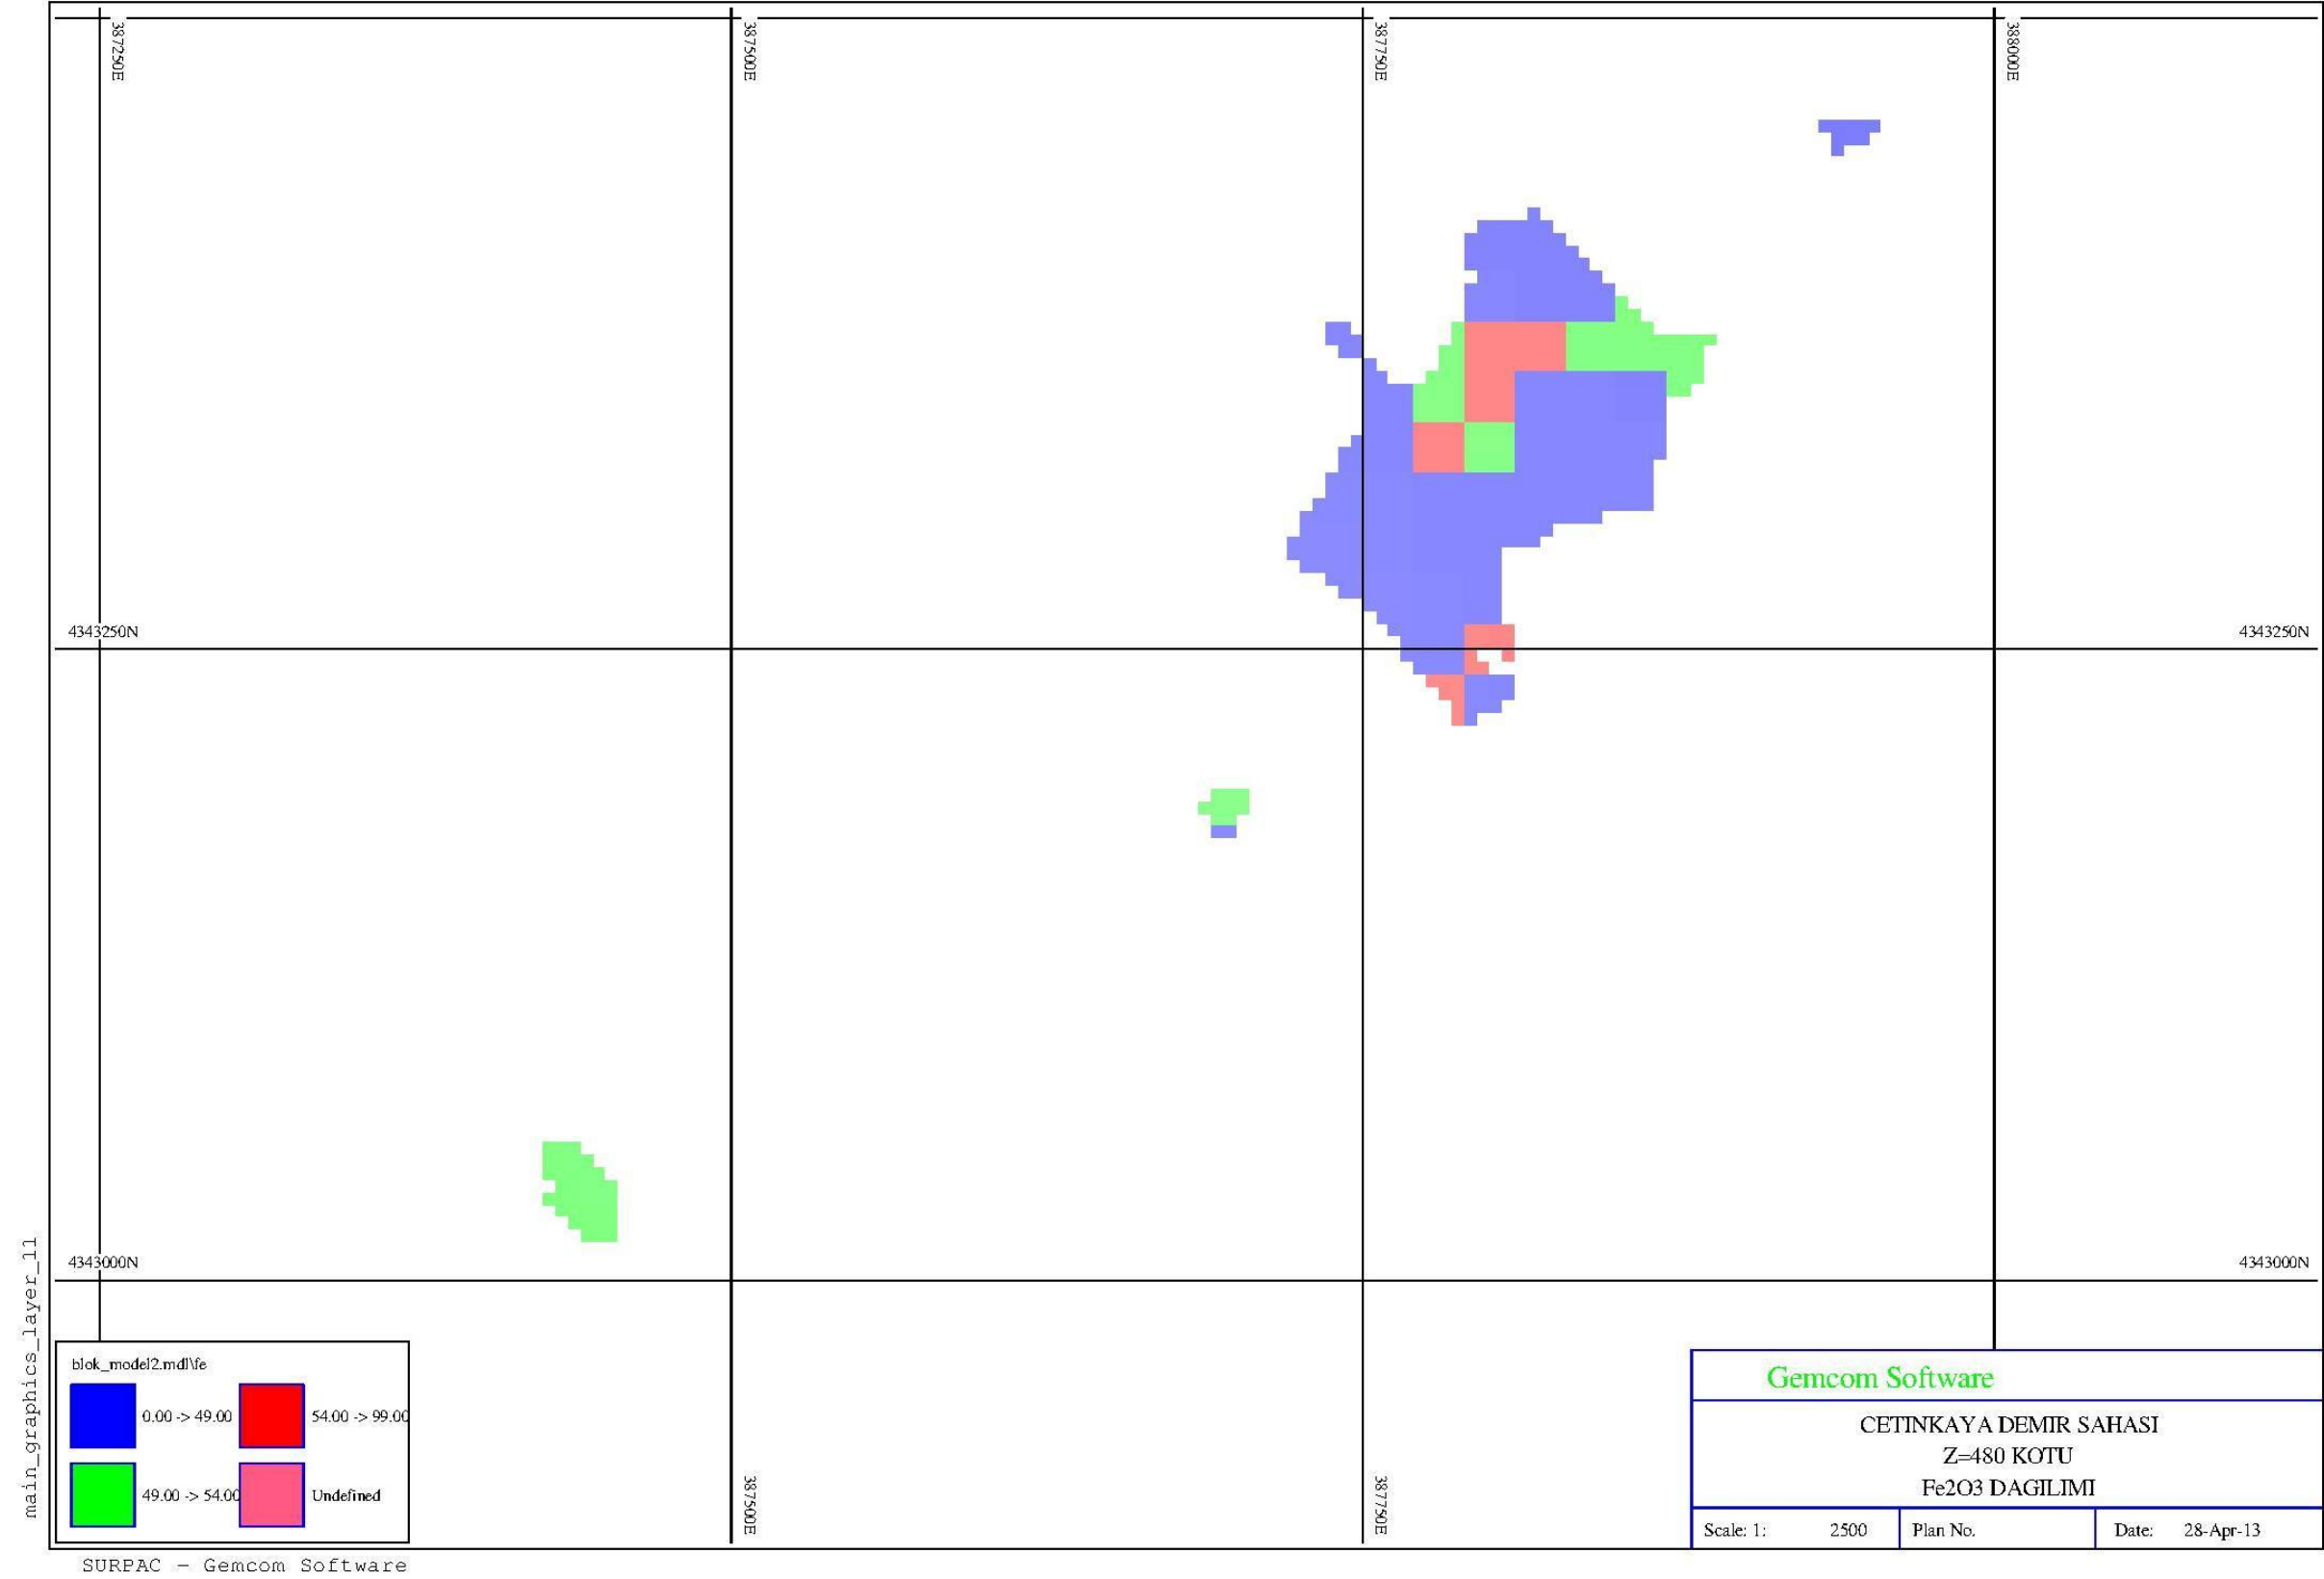 387250E
387500E
387750E
388000E
4343250N
4343250N
4343000N
4343000N
main_graphics_layer_11
blok_model2.mdl\fe
0.00 -> 49.00
54.00 -> 99.00
49.00 -> 54.00
Undefined
387500E
387750E
Gemcom Software
CETINKAYA DEMIR SAHASI
Z=480 KOTU
Fe2O3 DAGILIMI
Scale: 1: 2500
Plan No.
Date: 28-Apr-13
SURPAC - Gemcom Software